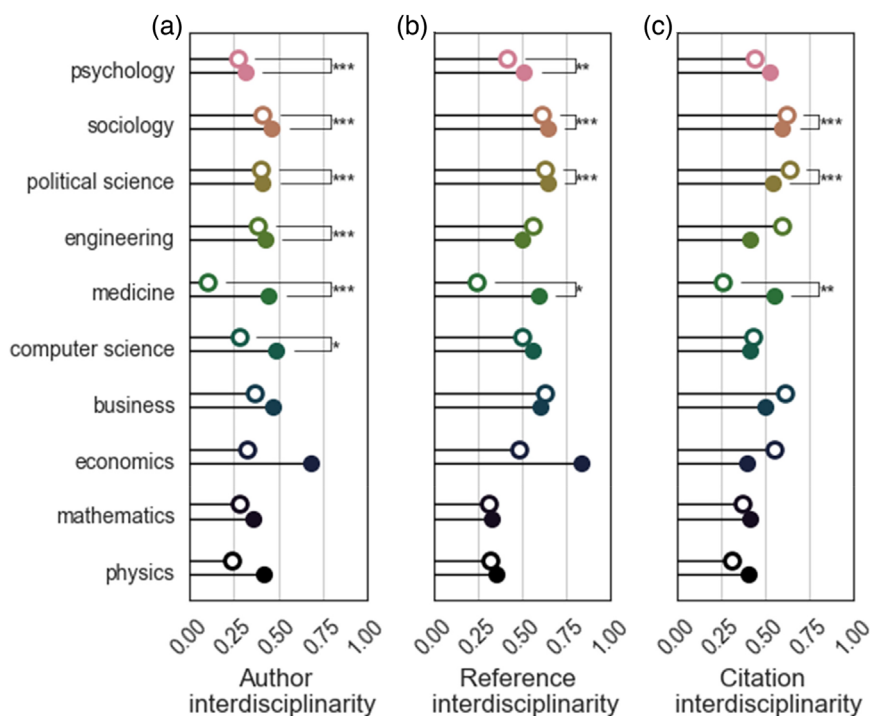 (a) (b) (c)
psychology *** **
sociology *** *** ***
political science *** *** ***
engineering ***
medicine *** * **
computer science *
business
economics
mathematics
physics
0.00 0.25 0.50 0.75 1.00 0.00 0.25 0.50 0.75 1.00 0.00 0.25 0.50 0.75 1.00
Author Reference Citation
interdisciplinarity interdisciplinarity interdisciplinarity